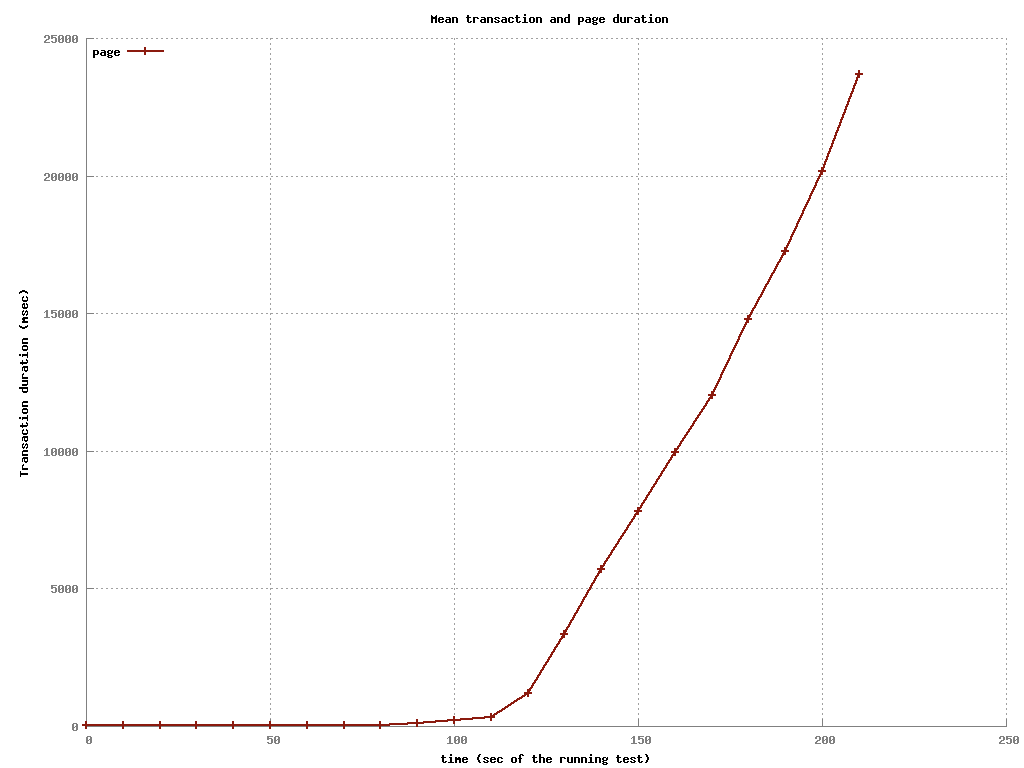 Mean transaction and page duration
25000
page
20000
15000
10000
5000
0
Transaction duration (msec)
0 50 100 150 200 250
time (sec of the running test)